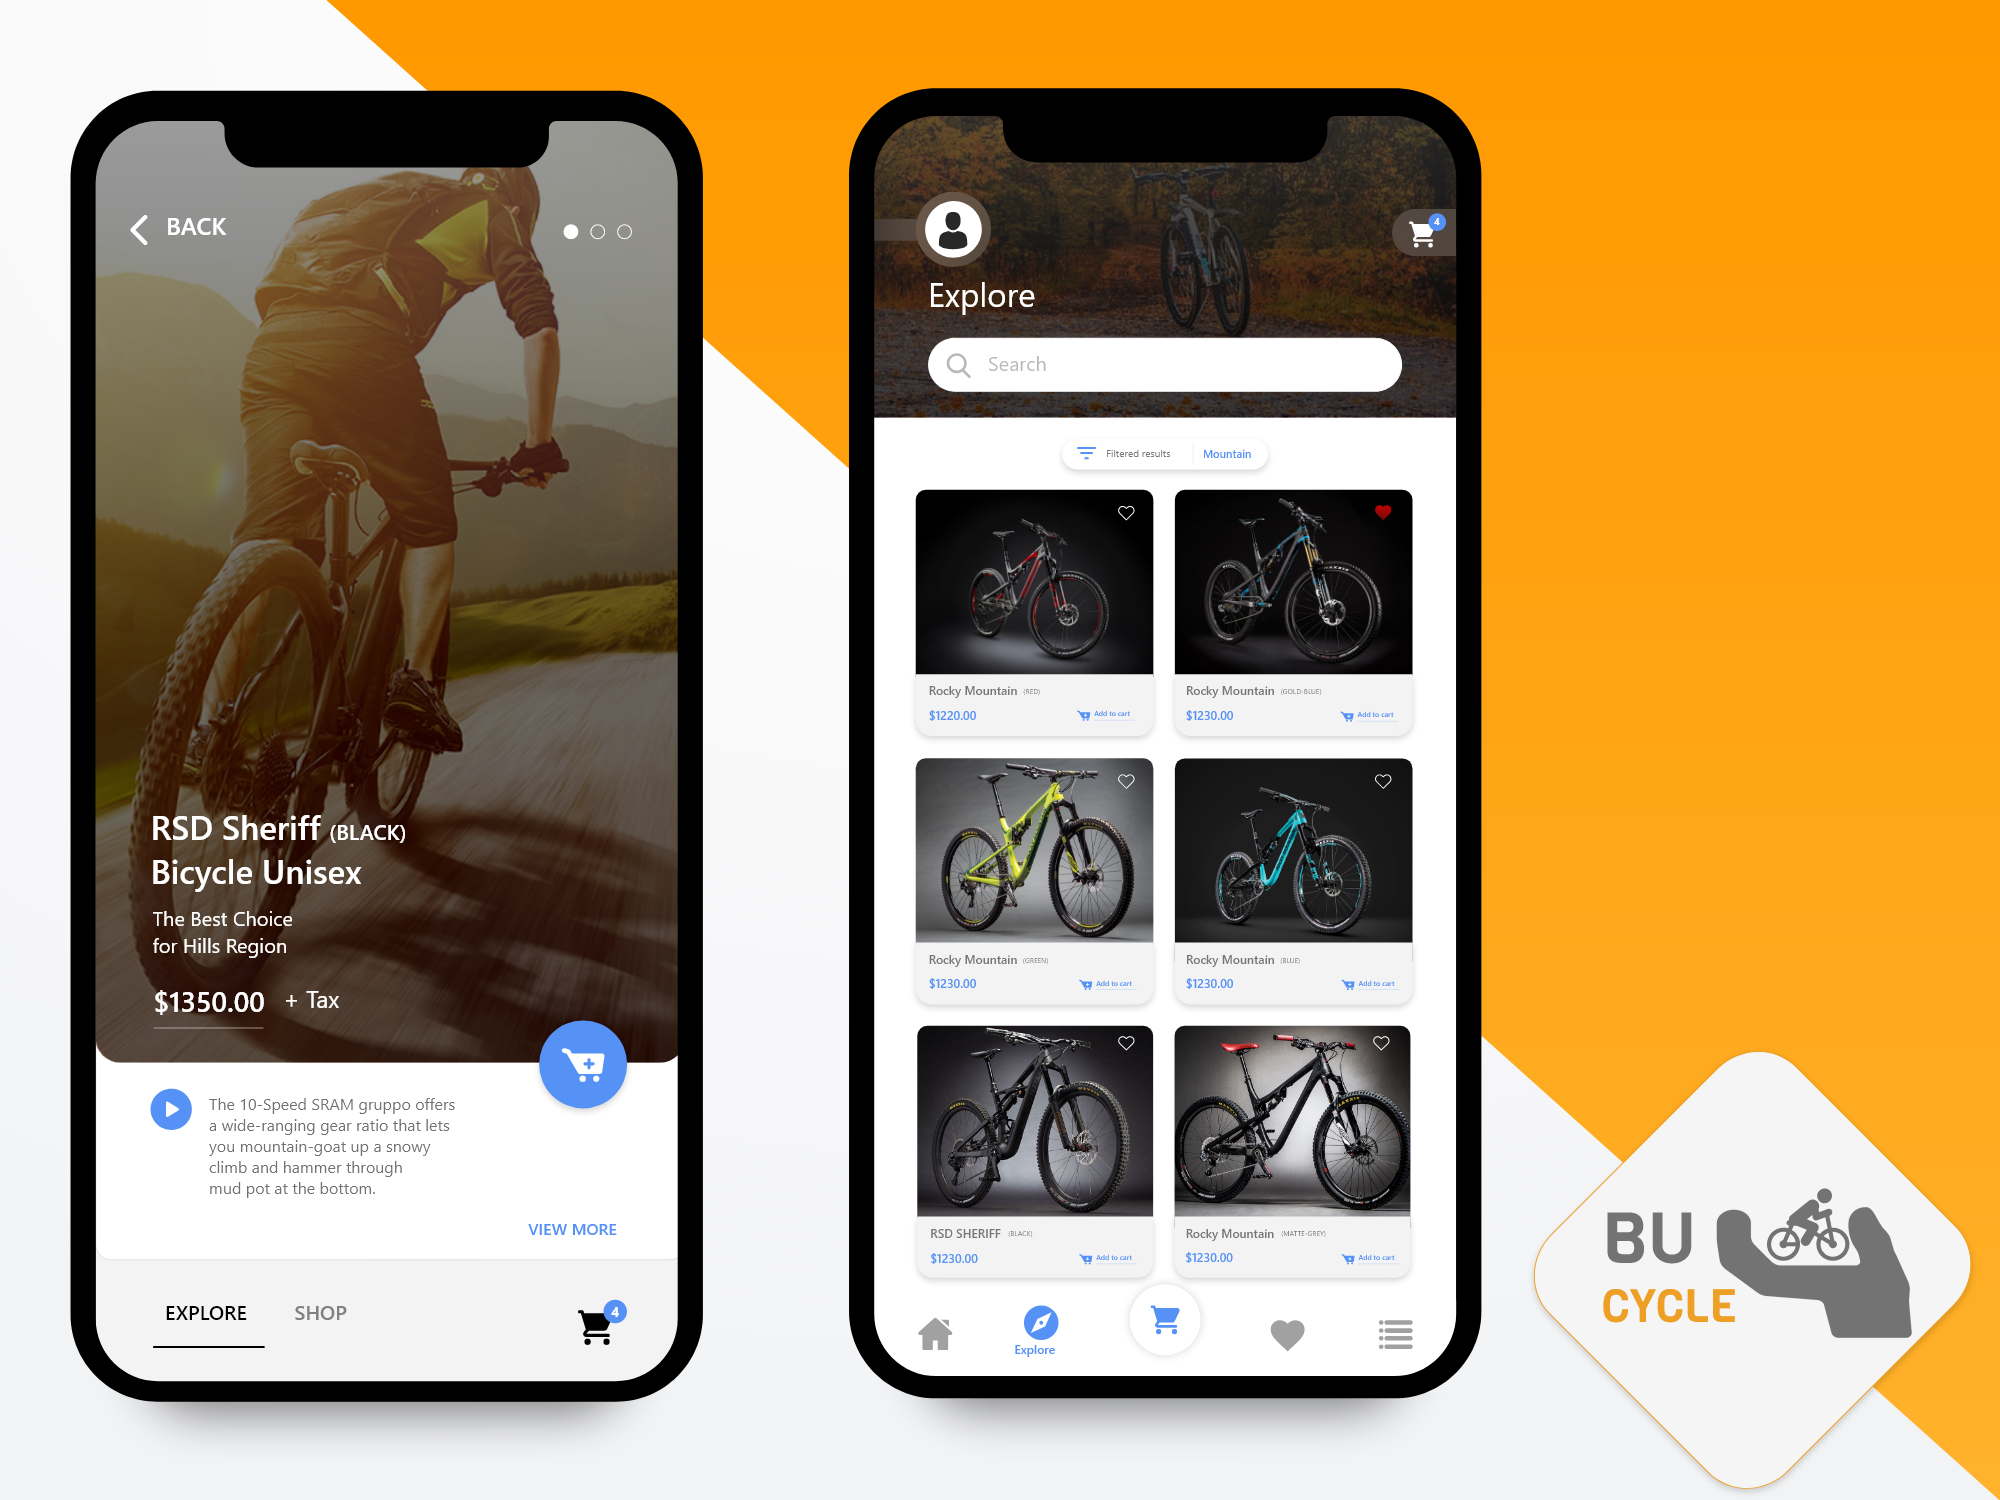 BACK
RSD Sheriff (BLACK)
Bicycle Unisex
The Best Choice
for Hills Region
$1350.00 + Tax
The 10-Speed SRAM gruppo offers
a wide-ranging gear ratio that lets
you mountain-goat up a snowy
climb and hammer through
mud pot at the bottom.
VIEW MORE
EXPLORE SHOP
4
4
Explore
Search
Filtered results Mountain
Rocky Mountain (RED)
$1220.00 Add to cart
Rocky Mountain (GOLD-BLUE)
$1230.00 Add to cart
Rocky Mountain (GREEN)
$1230.00 Add to cart
Rocky Mountain (BLUE)
$1230.00 Add to cart
RSD SHERIFF (BLACK)
$1230.00 Add to cart
Rocky Mountain (MATTE-GREY)
$1230.00 Add to cart
Explore
BU
CYCLE